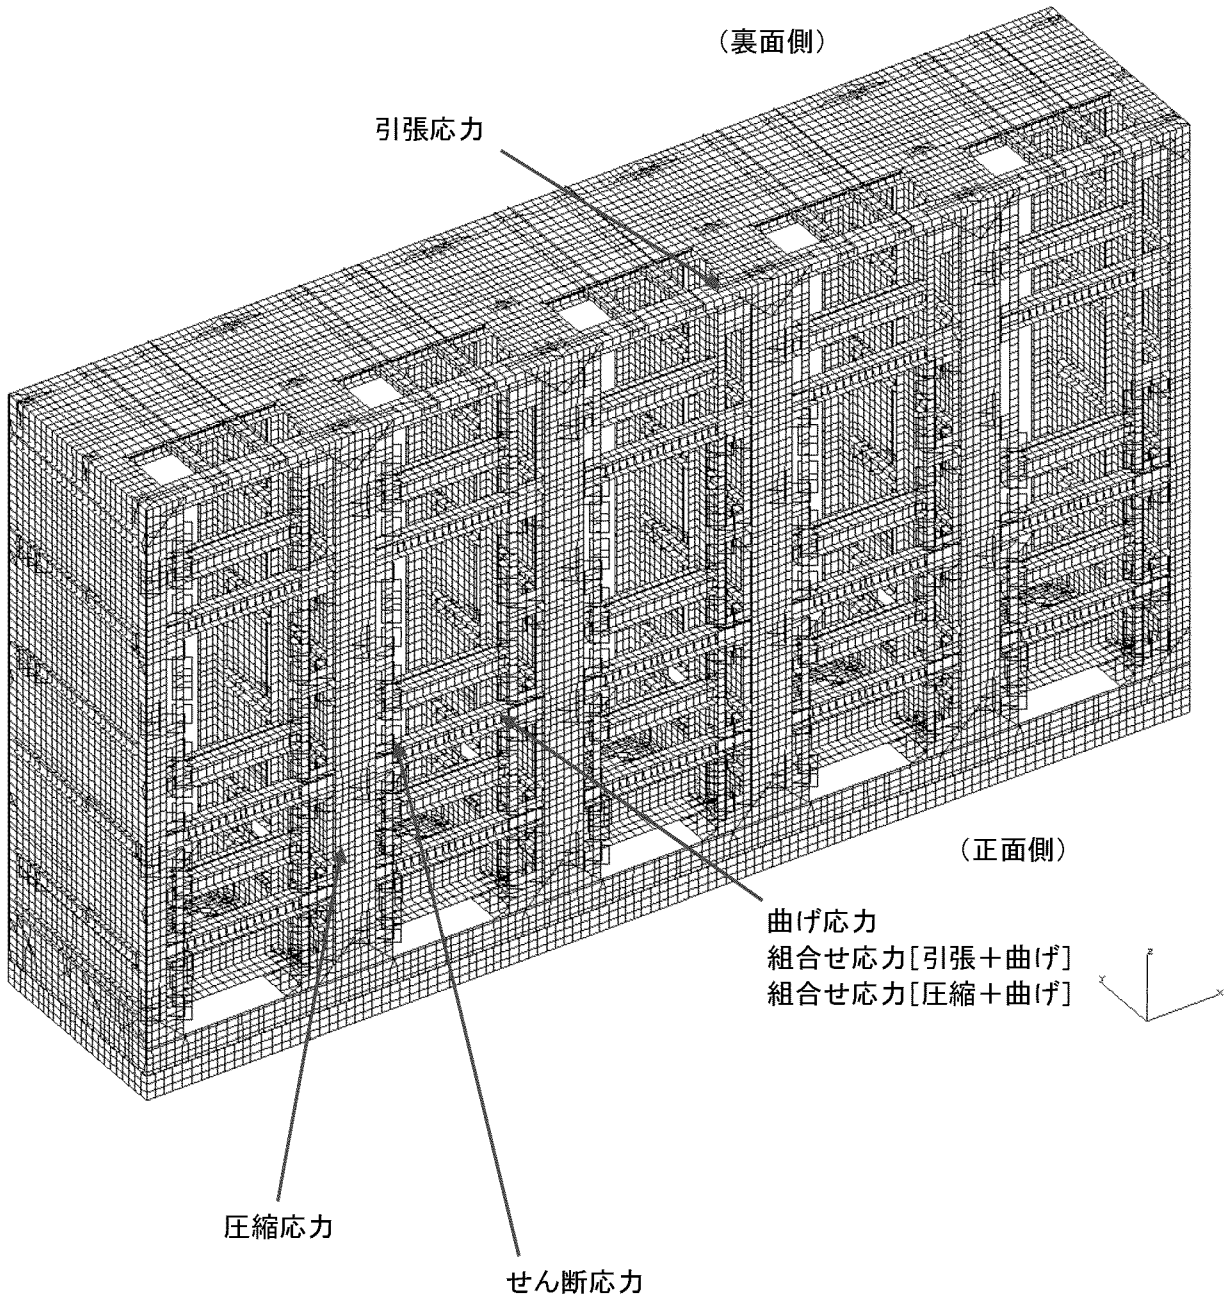 （裏面側）
引張応力
（正面側）
曲げ応力
組合せ応力[引張＋曲げ]
組合せ応力[圧縮＋曲げ]
Z
Y
X
圧縮応力
せん断応力